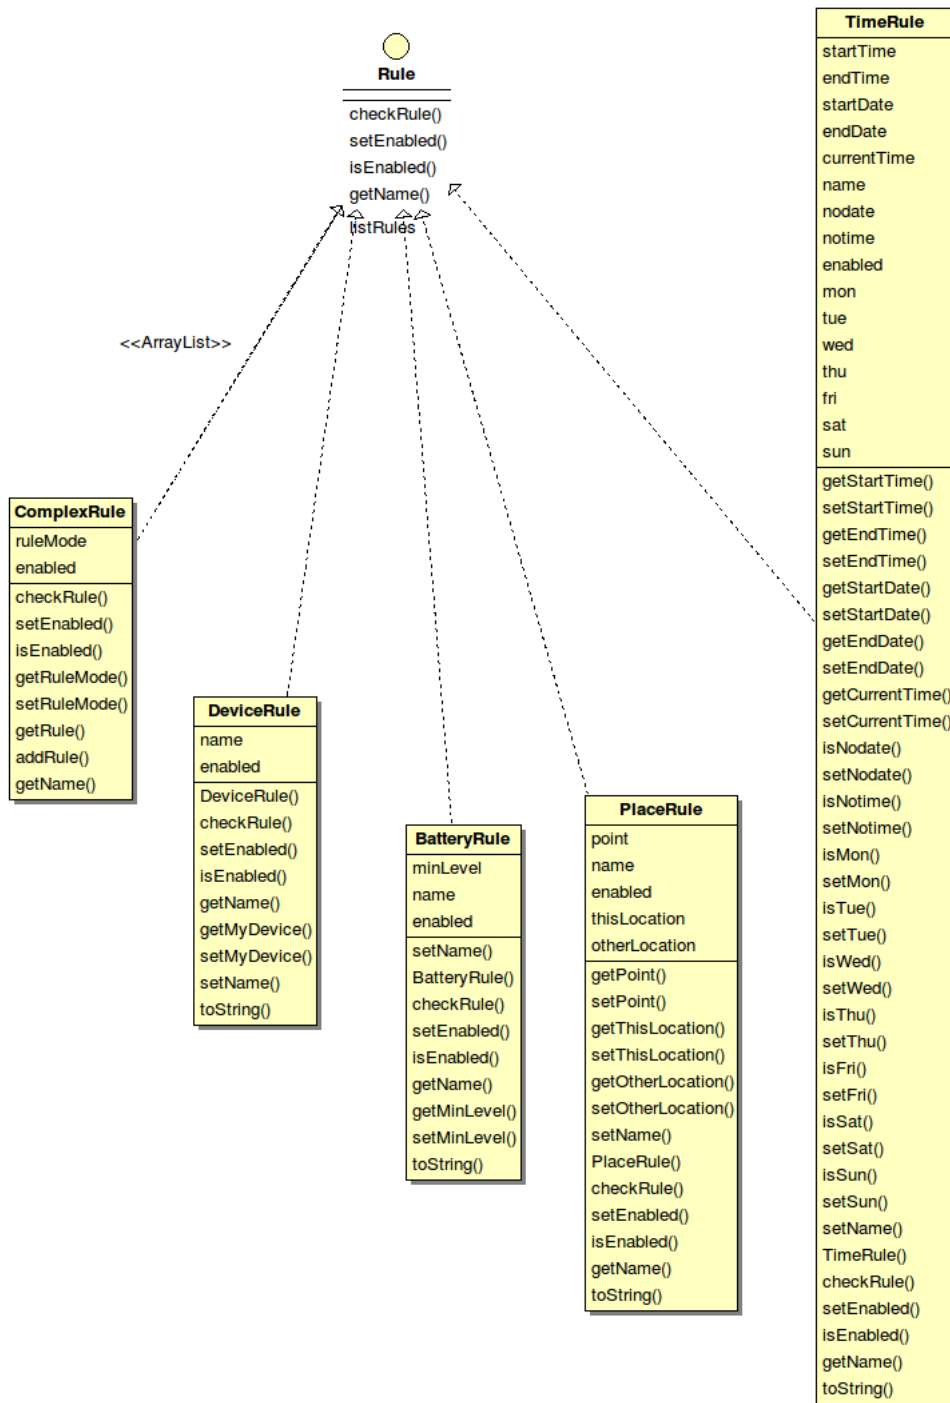 Rule
checkRule()
setEnabled()
isEnabled()
getName()
listRules
<<ArrayList>>
ComplexRule
ruleMode
enabled
checkRule()
setEnabled()
isEnabled()
getRuleMode()
setRuleMode()
getRule()
addRule()
getName()
DeviceRule
name
enabled
DeviceRule()
checkRule()
setEnabled()
isEnabled()
getName()
getMyDevice()
setMyDevice()
setName()
toString()
BatteryRule
minLevel
name
enabled
setName()
BatteryRule()
checkRule()
setEnabled()
isEnabled()
getName()
getMinLevel()
setMinLevel()
toString()
PlaceRule
point
name
enabled
thisLocation
otherLocation
getPoint()
setPoint()
getThisLocation()
setThisLocation()
getOtherLocation()
setOtherLocation()
setName()
PlaceRule()
checkRule()
setEnabled()
isEnabled()
getName()
toString()
TimeRule
startTime
endTime
startDate
endDate
currentTime
name
nodate
notime
enabled
mon
tue
wed
thu
fri
sat
sun
getStartTime()
setStartTime()
getEndTime()
setEndTime()
getStartDate()
setStartDate()
getEndDate()
setEndDate()
getCurrentTime()
setCurrentTime()
isNodate()
setNodate()
isNotime()
setNotime()
isMon()
setMon()
isTue()
setTue()
isWed()
setWed()
isThu()
setThu()
isFri()
setFri()
isSat()
setSat()
isSun()
setSun()
setName()
TimeRule()
checkRule()
setEnabled()
isEnabled()
getName()
toString()